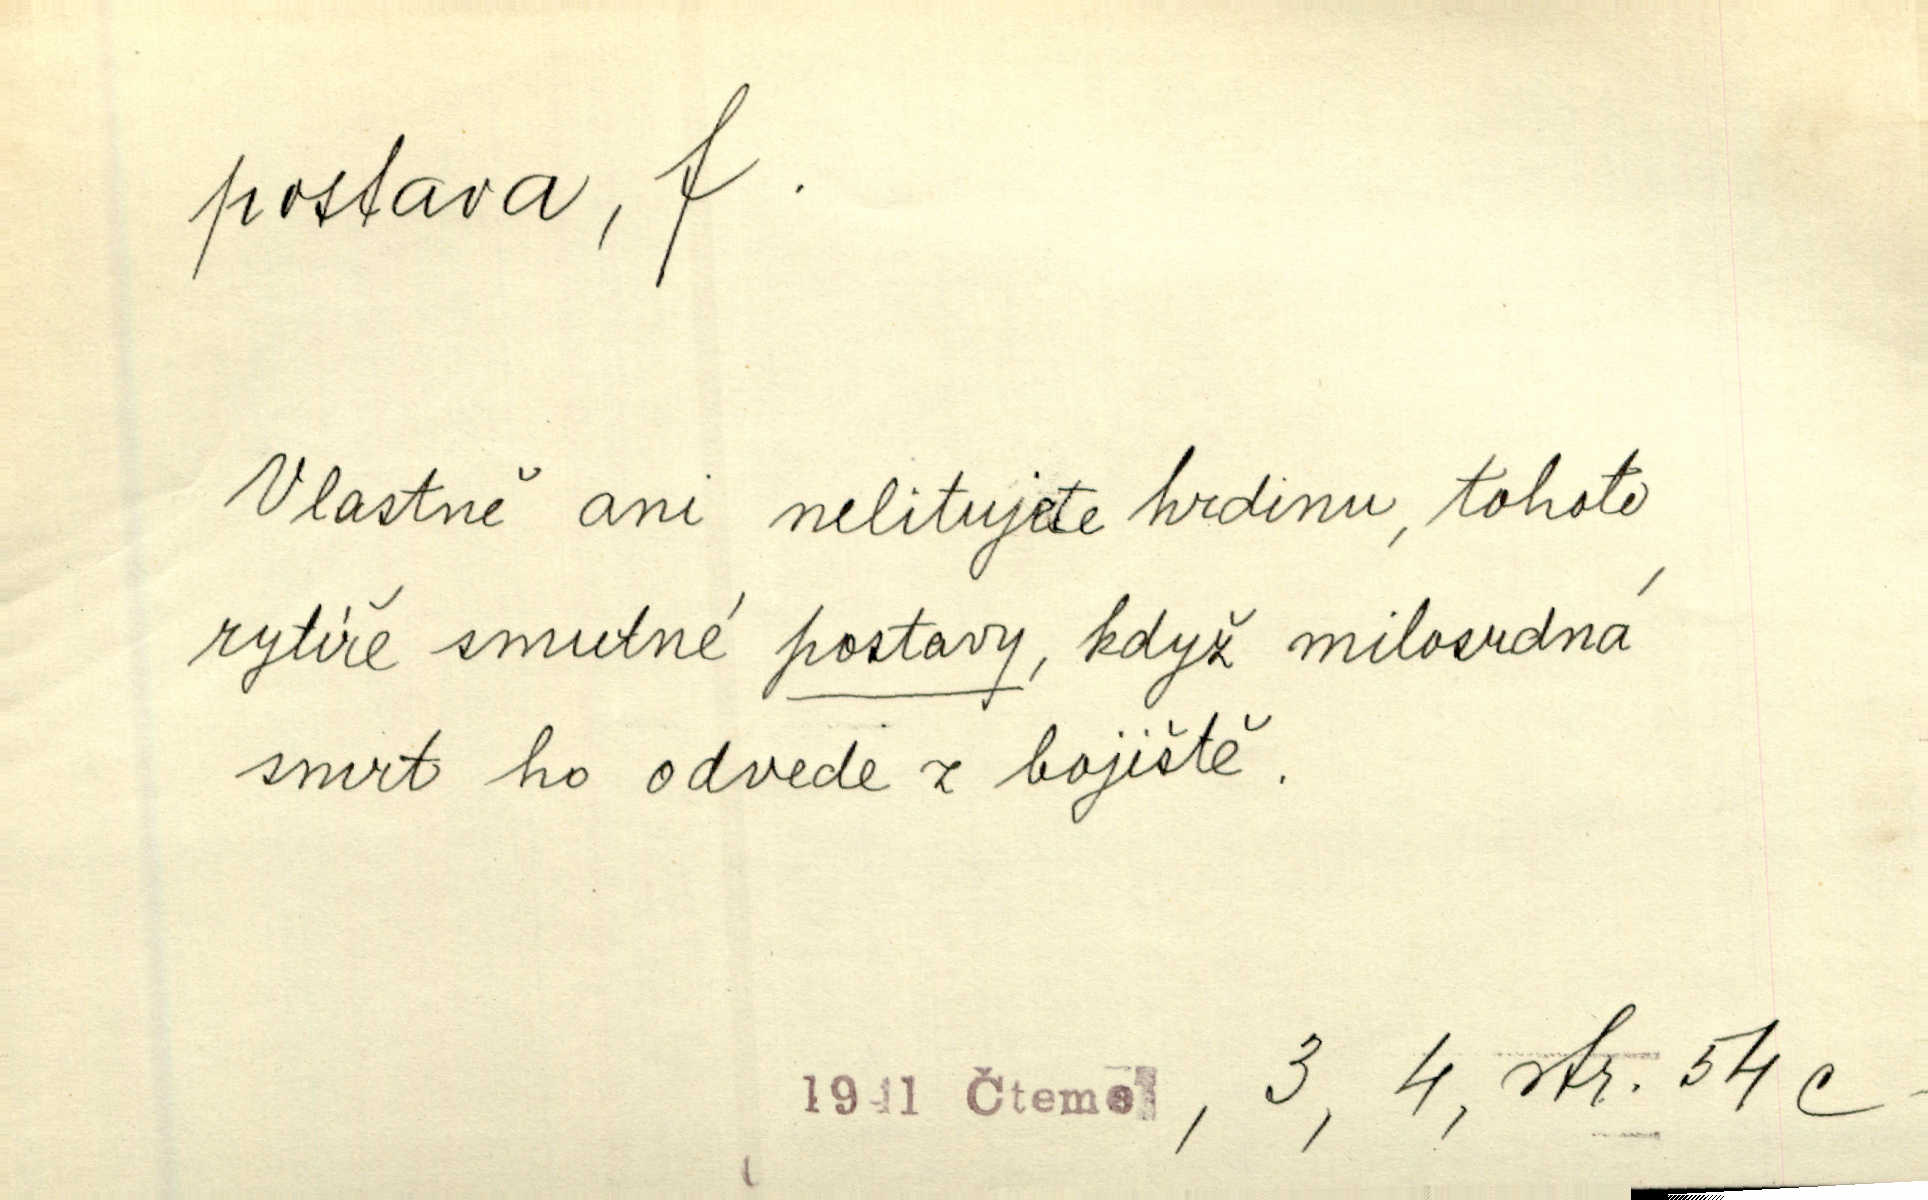 postava, f.
Vlastně ani nelitujete hrdinu, tohoto
rytíře smutné postavy, když milosrdná
smrt ho odvede z bojiště.
1941 Čteme, 3, 4, str. 54 c